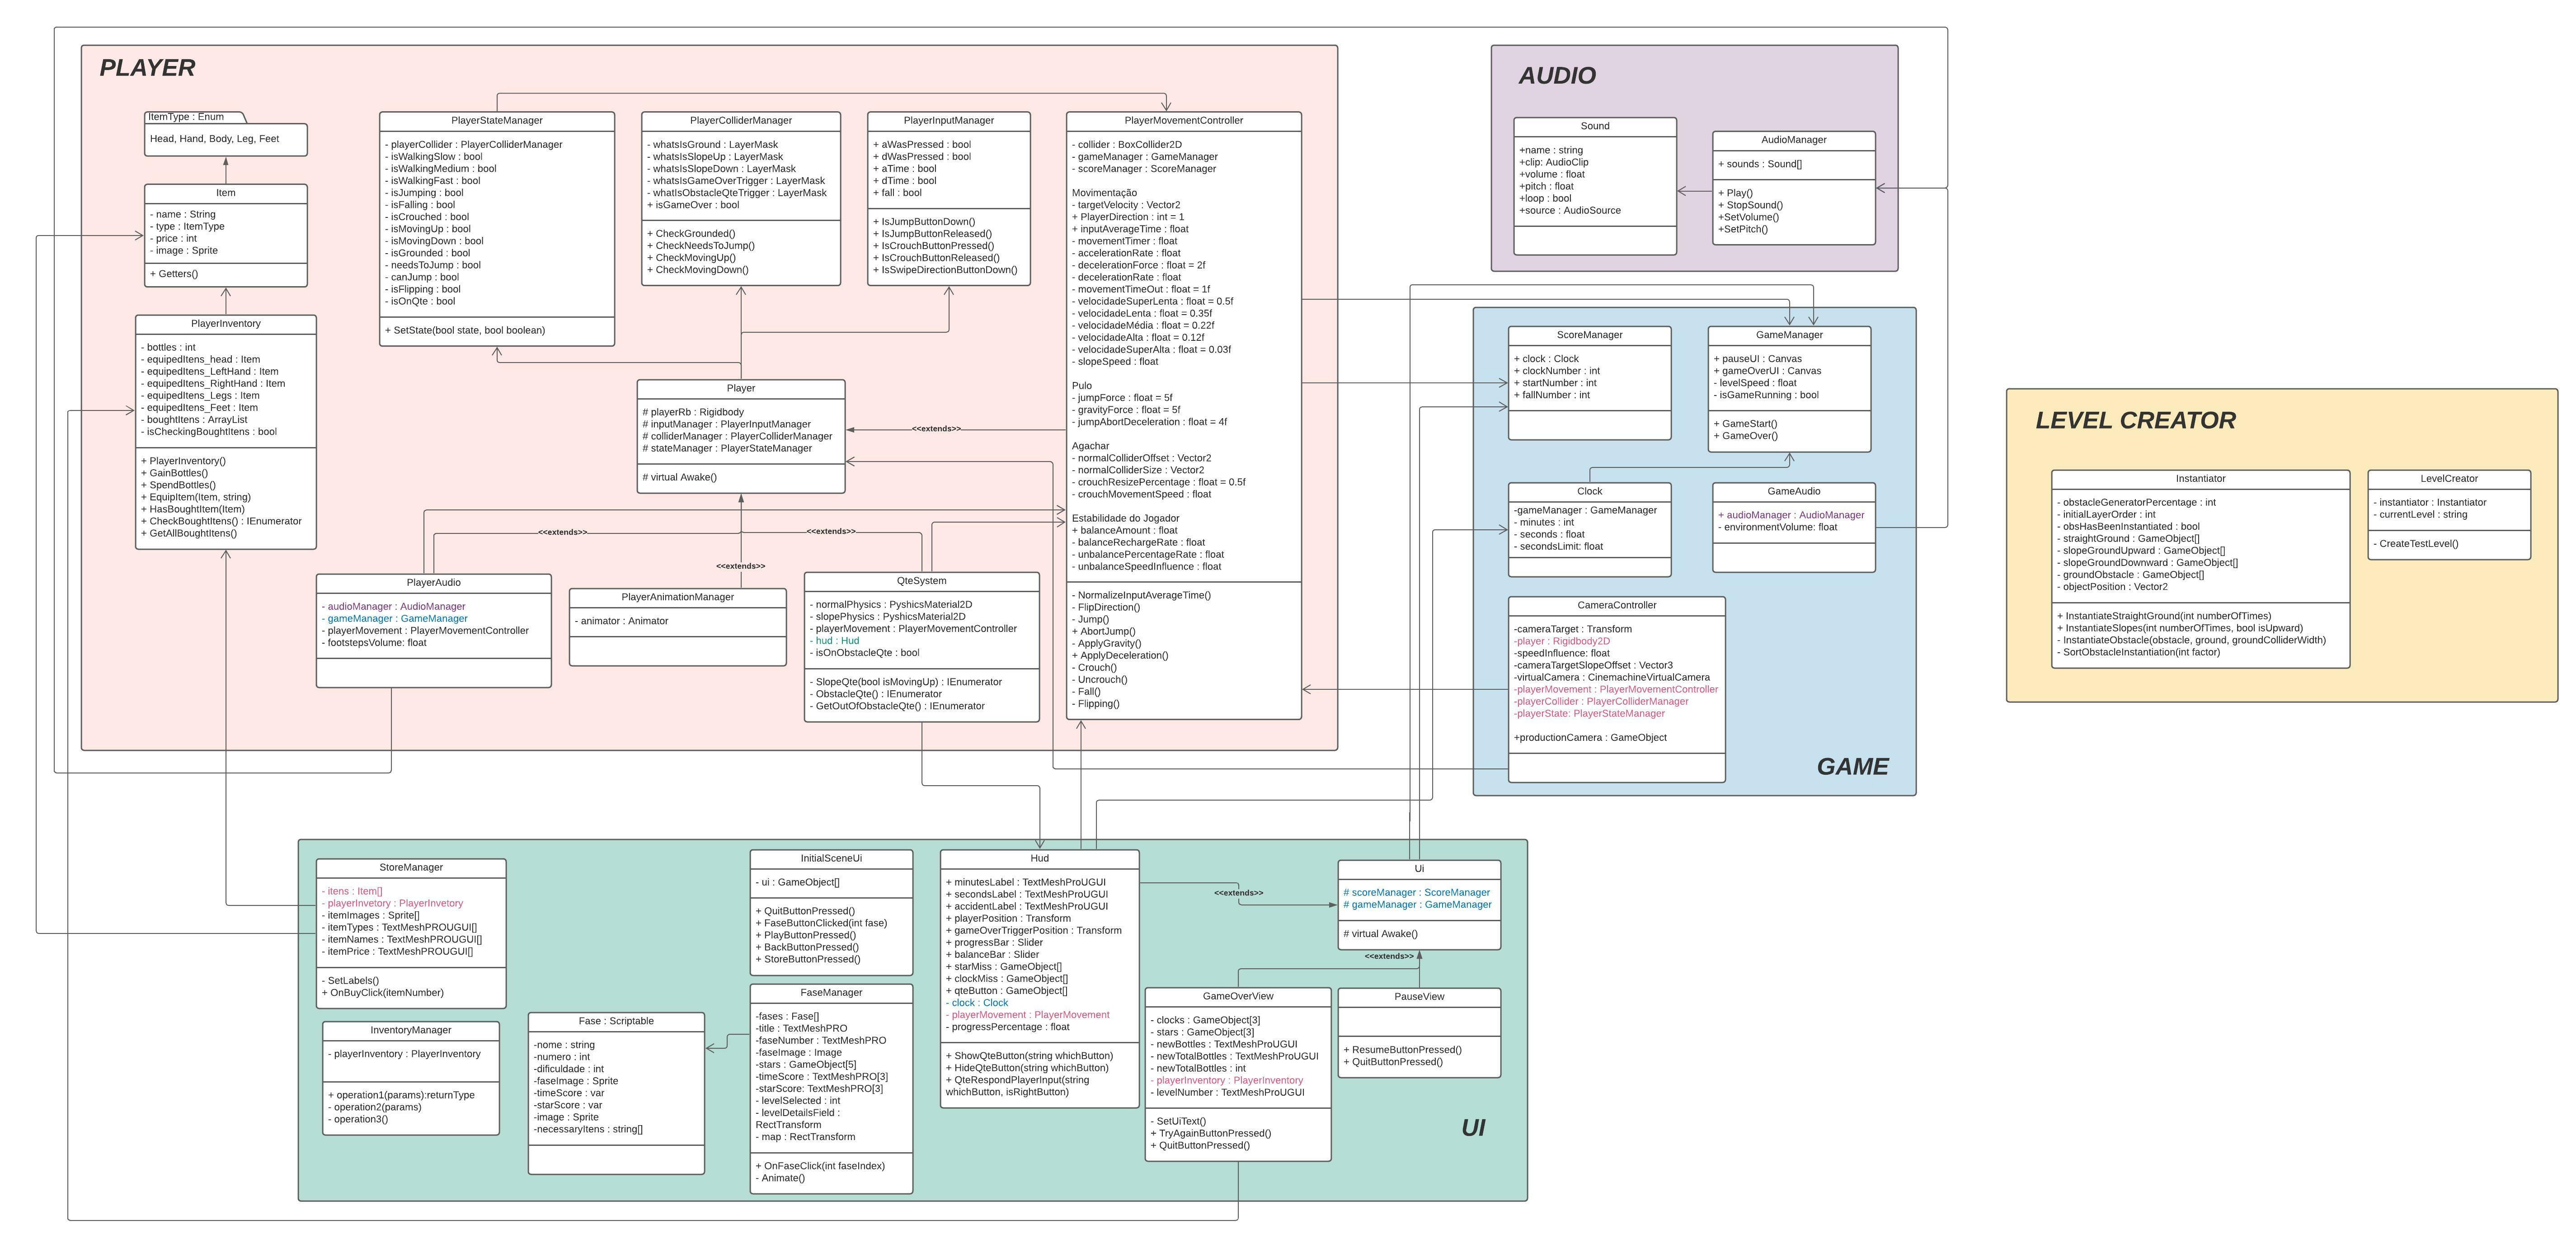 PLAYER
ItemType : Enum
Head, Hand, Body, Leg, Feet
Item
- name : String
- type : ItemType
- price : int
- image : Sprite
+ Getters()
PlayerInventory
- bottles : int
- equipedItens_head : Item
- equipedItens_LeftHand : Item
- equipedItens_RightHand : Item
- equipedItens_Legs : Item
- equipedItens_Feet : Item
- boughtItens : ArrayList
- isCheckingBoughtItens : bool
+ PlayerInventory()
+ GainBottles()
+ SpendBottles()
+ EquipItem(Item, string)
+ HasBoughtItem(Item)
+ CheckBoughtItens() : IEnumerator
+ GetAllBoughtItens()
PlayerStateManager
- playerCollider : PlayerColliderManager
- isWalkingSlow : bool
- isWalkingMedium : bool
- isWalkingFast : bool
- isJumping : bool
- isFalling : bool
- isCrouched : bool
- isMovingUp : bool
- isMovingDown : bool
- isGrounded : bool
- needsToJump : bool
- canJump : bool
- isFlipping : bool
- isOnQte : bool
+ SetState(bool state, bool boolean)
PlayerColliderManager
- whatsIsGround : LayerMask
- whatsIsSlopeUp : LayerMask
- whatsIsSlopeDown : LayerMask
- whatsIsGameOverTrigger : LayerMask
- whatIsObstacleQteTrigger : LayerMask
+ isGameOver : bool
+ CheckGrounded()
+ CheckNeedsToJump()
+ CheckMovingUp()
+ CheckMovingDown()
PlayerInputManager
+ aWasPressed : bool
+ dWasPressed : bool
+ aTime : bool
+ dTime : bool
+ fall : bool
+ IsJumpButtonDown()
+ IsJumpButtonReleased()
+ IsCrouchButtonPressed()
+ IsCrouchButtonReleased()
+ IsSwipeDirectionButtonDown()
Player
# playerRb : Rigidbody
# inputManager : PlayerInputManager
# colliderManager : PlayerColliderManager
# stateManager : PlayerStateManager
# virtual Awake()
<<extends>>
<<extends>>
<<extends>>
<<extends>>
PlayerMovementController
- collider : BoxCollider2D
- gameManager : GameManager
- scoreManager : ScoreManager
Movimentação
- targetVelocity : Vector2
+ PlayerDirection : int = 1
+ inputAverageTime : float
- movementTimer : float
- accelerationRate : float
- decelerationForce : float = 2f
- decelerationRate : float
- movementTimeOut : float = 1f
- velocidadeSuperLenta : float = 0.5f
- velocidadeLenta : float = 0.35f
- velocidadeMédia : float = 0.22f
- velocidadeAlta : float = 0.12f
- velocidadeSuperAlta : float = 0.03f
- slopeSpeed : float
Pulo
- jumpForce : float = 5f
- gravityForce : float = 5f
- jumpAbortDeceleration : float = 4f
Agachar
- normalColliderOffset : Vector2
- normalColliderSize : Vector2
- crouchResizePercentage : float = 0.5f
- crouchMovementSpeed : float
Estabilidade do Jogador
+ balanceAmount : float
- balanceRechargeRate : float
- unbalancePercentageRate : float
- unbalanceSpeedInfluence : float
- NormalizeInputAverageTime()
- FlipDirection()
- Jump()
+ AbortJump()
- ApplyGravity()
+ ApplyDeceleration()
- Crouch()
- Uncrouch()
- Fall()
- Flipping()
PlayerAudio
- audioManager : AudioManager
- gameManager : GameManager
- playerMovement : PlayerMovementController
- footstepsVolume: float
PlayerAnimationManager
- animator : Animator
QteSystem
- normalPhysics : PyshicsMaterial2D
- slopePhysics : PyshicsMaterial2D
- playerMovement : PlayerMovementController
- hud : Hud
- isOnObstacleQte : bool
- SlopeQte(bool isMovingUp) : IEnumerator
- ObstacleQte() : IEnumerator
- GetOutOfObstacleQte() : IEnumerator
AUDIO
Sound
+name : string
+clip: AudioClip
+volume : float
+pitch : float
+loop : bool
+source : AudioSource
AudioManager
+ sounds : Sound[]
+ Play()
+ StopSound()
+SetVolume()
+SetPitch()
ScoreManager
+ clock : Clock
+ clockNumber : int
+ startNumber : int
+ fallNumber : int
GameManager
+ pauseUI : Canvas
+ gameOverUI : Canvas
- levelSpeed : float
- isGameRunning : bool
+ GameStart()
+ GameOver()
Clock
-gameManager : GameManager
- minutes : int
- seconds : float
- secondsLimit: float
GameAudio
+ audioManager : AudioManager
- environmentVolume: float
CameraController
-cameraTarget : Transform
-player : Rigidbody2D
-speedInfluence: float
-cameraTargetSlopeOffset : Vector3
-virtualCamera : CinemachineVirtualCamera
-playerMovement : PlayerMovementController
-playerCollider : PlayerColliderManager
-playerState: PlayerStateManager
+productionCamera : GameObject
GAME
LEVEL CREATOR
Instantiator
- obstacleGeneratorPercentage : int
- initialLayerOrder : int
- obsHasBeenInstantiated : bool
- straightGround : GameObject[]
- slopeGroundUpward : GameObject[]
- slopeGroundDownward : GameObject[]
- groundObstacle : GameObject[]
- objectPosition : Vector2
+ InstantiateStraightGround(int numberOfTimes)
+ InstantiateSlopes(int numberOfTimes, bool isUpward)
- InstantiateObstacle(obstacle, ground, groundColliderWidth)
- SortObstacleInstantiation(int factor)
LevelCreator
- instantiator : Instantiator
- currentLevel : string
- CreateTestLevel()
StoreManager
- itens : Item[]
- playerInvetory : PlayerInvetory
- itemImages : Sprite[]
- itemTypes : TextMeshPROUGUI[]
- itemNames : TextMeshPROUGUI[]
- itemPrice : TextMeshPROUGUI[]
- SetLabels()
+ OnBuyClick(itemNumber)
InventoryManager
- playerInventory : PlayerInventory
+ operation1(params):returnType
- operation2(params)
- operation3()
Fase : Scriptable
-nome : string
-numero : int
-dificuldade : int
-faseImage : Sprite
-timeScore : var
-starScore : var
-image : Sprite
-necessaryItens : string[]
InitialSceneUi
- ui : GameObject[]
+ QuitButtonPressed()
+ FaseButtonClicked(int fase)
+ PlayButtonPressed()
+ BackButtonPressed()
+ StoreButtonPressed()
FaseManager
-fases : Fase[]
-title : TextMeshPRO
-faseNumber : TextMeshPRO
-faseImage : Image
-stars : GameObject[5]
-timeScore : TextMeshPRO[3]
-starScore: TextMeshPRO[3]
- levelSelected : int
- levelDetailsField :
RectTransform
- map : RectTransform
+ OnFaseClick(int faseIndex)
- Animate()
Hud
+ minutesLabel : TextMeshProUGUI
+ secondsLabel : TextMeshProUGUI
+ accidentLabel : TextMeshProUGUI
+ playerPosition : Transform
+ gameOverTriggerPosition : Transform
+ progressBar : Slider
+ balanceBar : Slider
+ starMiss : GameObject[]
+ clockMiss : GameObject[]
+ qteButton : GameObject[]
- clock : Clock
- playerMovement : PlayerMovement
- progressPercentage : float
+ ShowQteButton(string whichButton)
+ HideQteButton(string whichButton)
+ QteRespondPlayerInput(string
whichButton, isRightButton)
<<extends>>
Ui
# scoreManager : ScoreManager
# gameManager : GameManager
# virtual Awake()
<<extends>>
GameOverView
- clocks : GameObject[3]
- stars : GameObject[3]
- newBottles : TextMeshProUGUI
- newTotalBottles : TextMeshProUGUI
- newTotalBottles : int
- playerInventory : PlayerInventory
- levelNumber : TextMeshProUGUI
- SetUiText()
+ TryAgainButtonPressed()
+ QuitButtonPressed()
PauseView
+ ResumeButtonPressed()
+ QuitButtonPressed()
UI